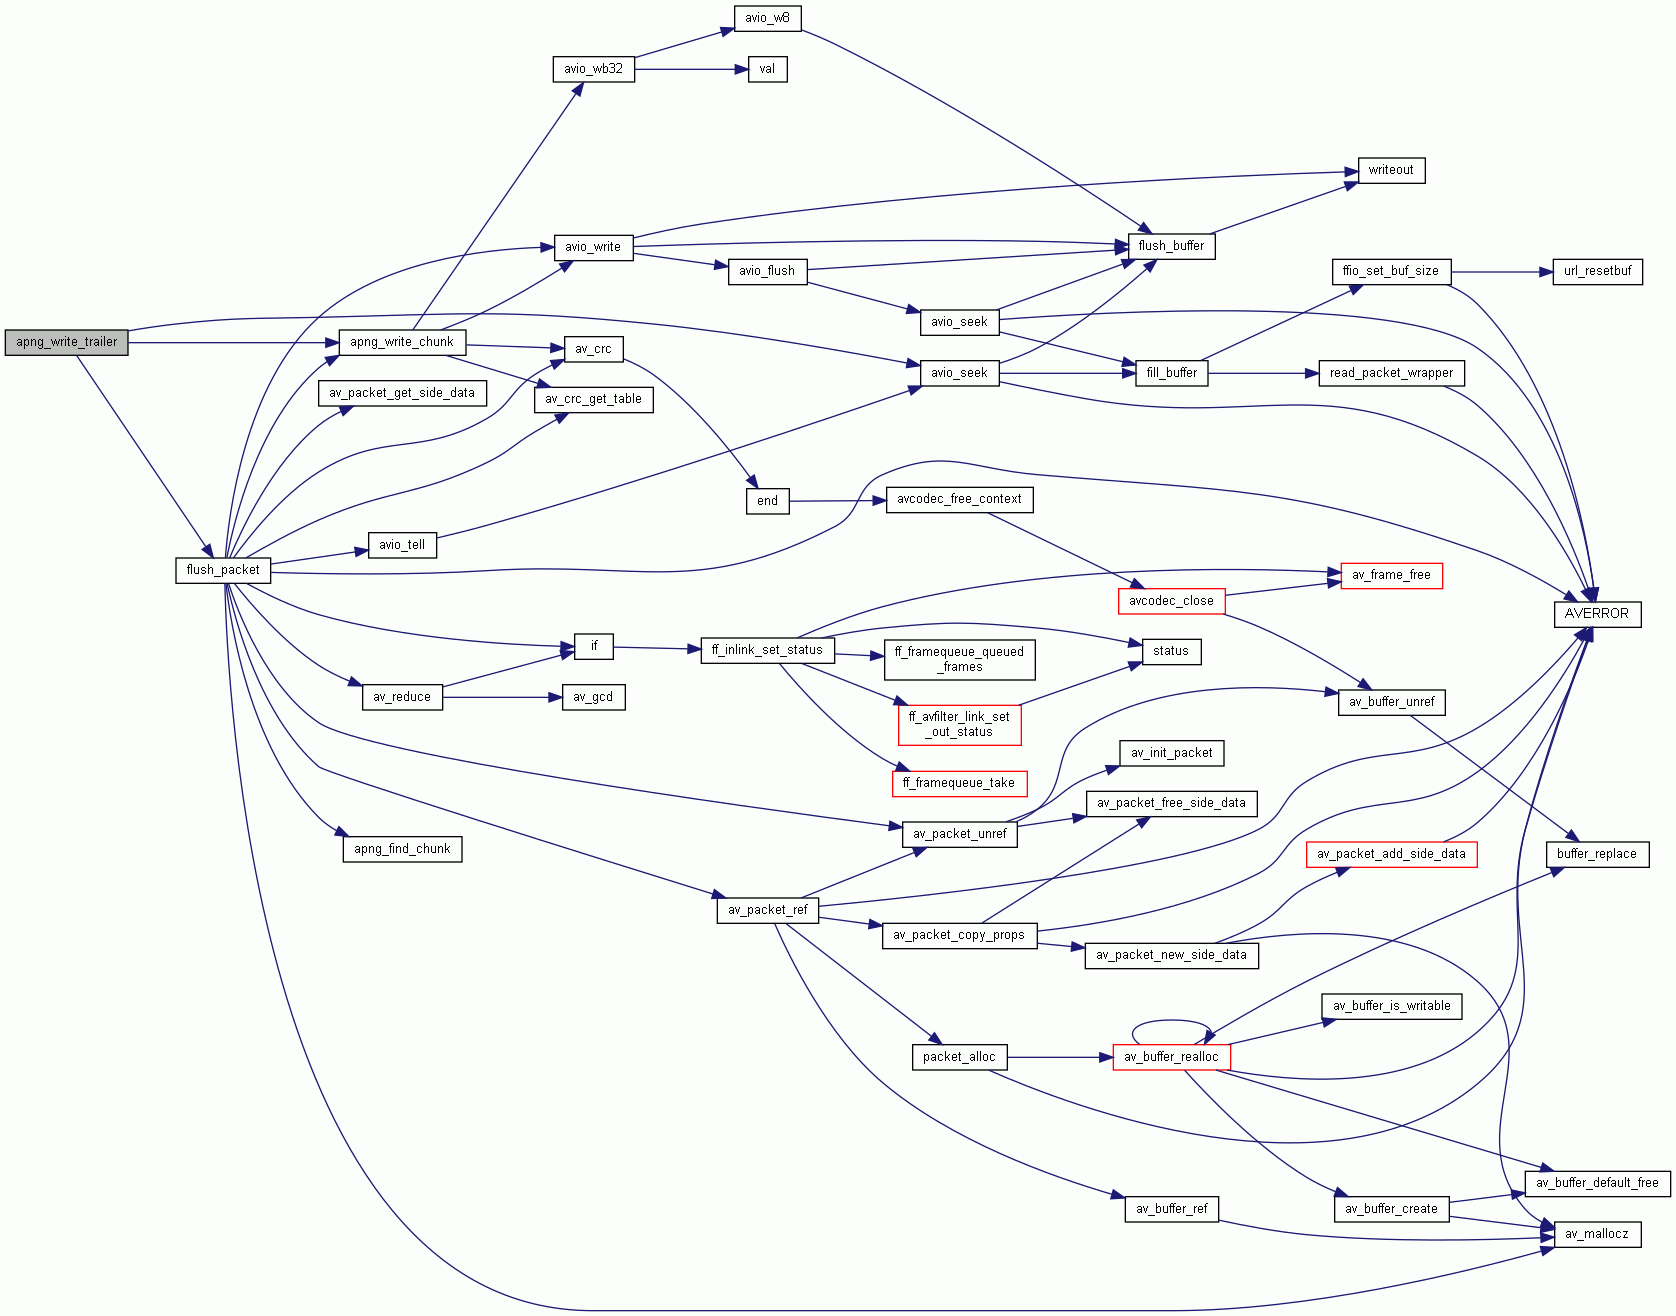 avio_w8
avio_wb32
val
writeout
avio_write
flush_buffer
avio_flush
ffio_set_buf_size
url_resetbuf
avio_seek
apng_write_trailer
apng_write_chunk
av_crc
avio_seek
fill_buffer
read_packet_wrapper
av_packet_get_side_data
av_crc_get_table
end
avcodec_free_context
avio_tell
flush_packet
av_frame_free
avcodec_close
AVERROR
if
ff_inlink_set_status
ff_framequeue_queued
_frames
status
av_reduce
av_gcd
av_buffer_unref
ff_avfilter_link_set
_out_status
av_init_packet
ff_framequeue_take
av_packet_free_side_data
av_packet_unref
apng_find_chunk
av_packet_add_side_data
buffer_replace
av_packet_ref
av_packet_copy_props
av_packet_new_side_data
av_buffer_is_writable
packet_alloc
av_buffer_realloc
av_buffer_default_free
av_buffer_ref
av_buffer_create
av_mallocz